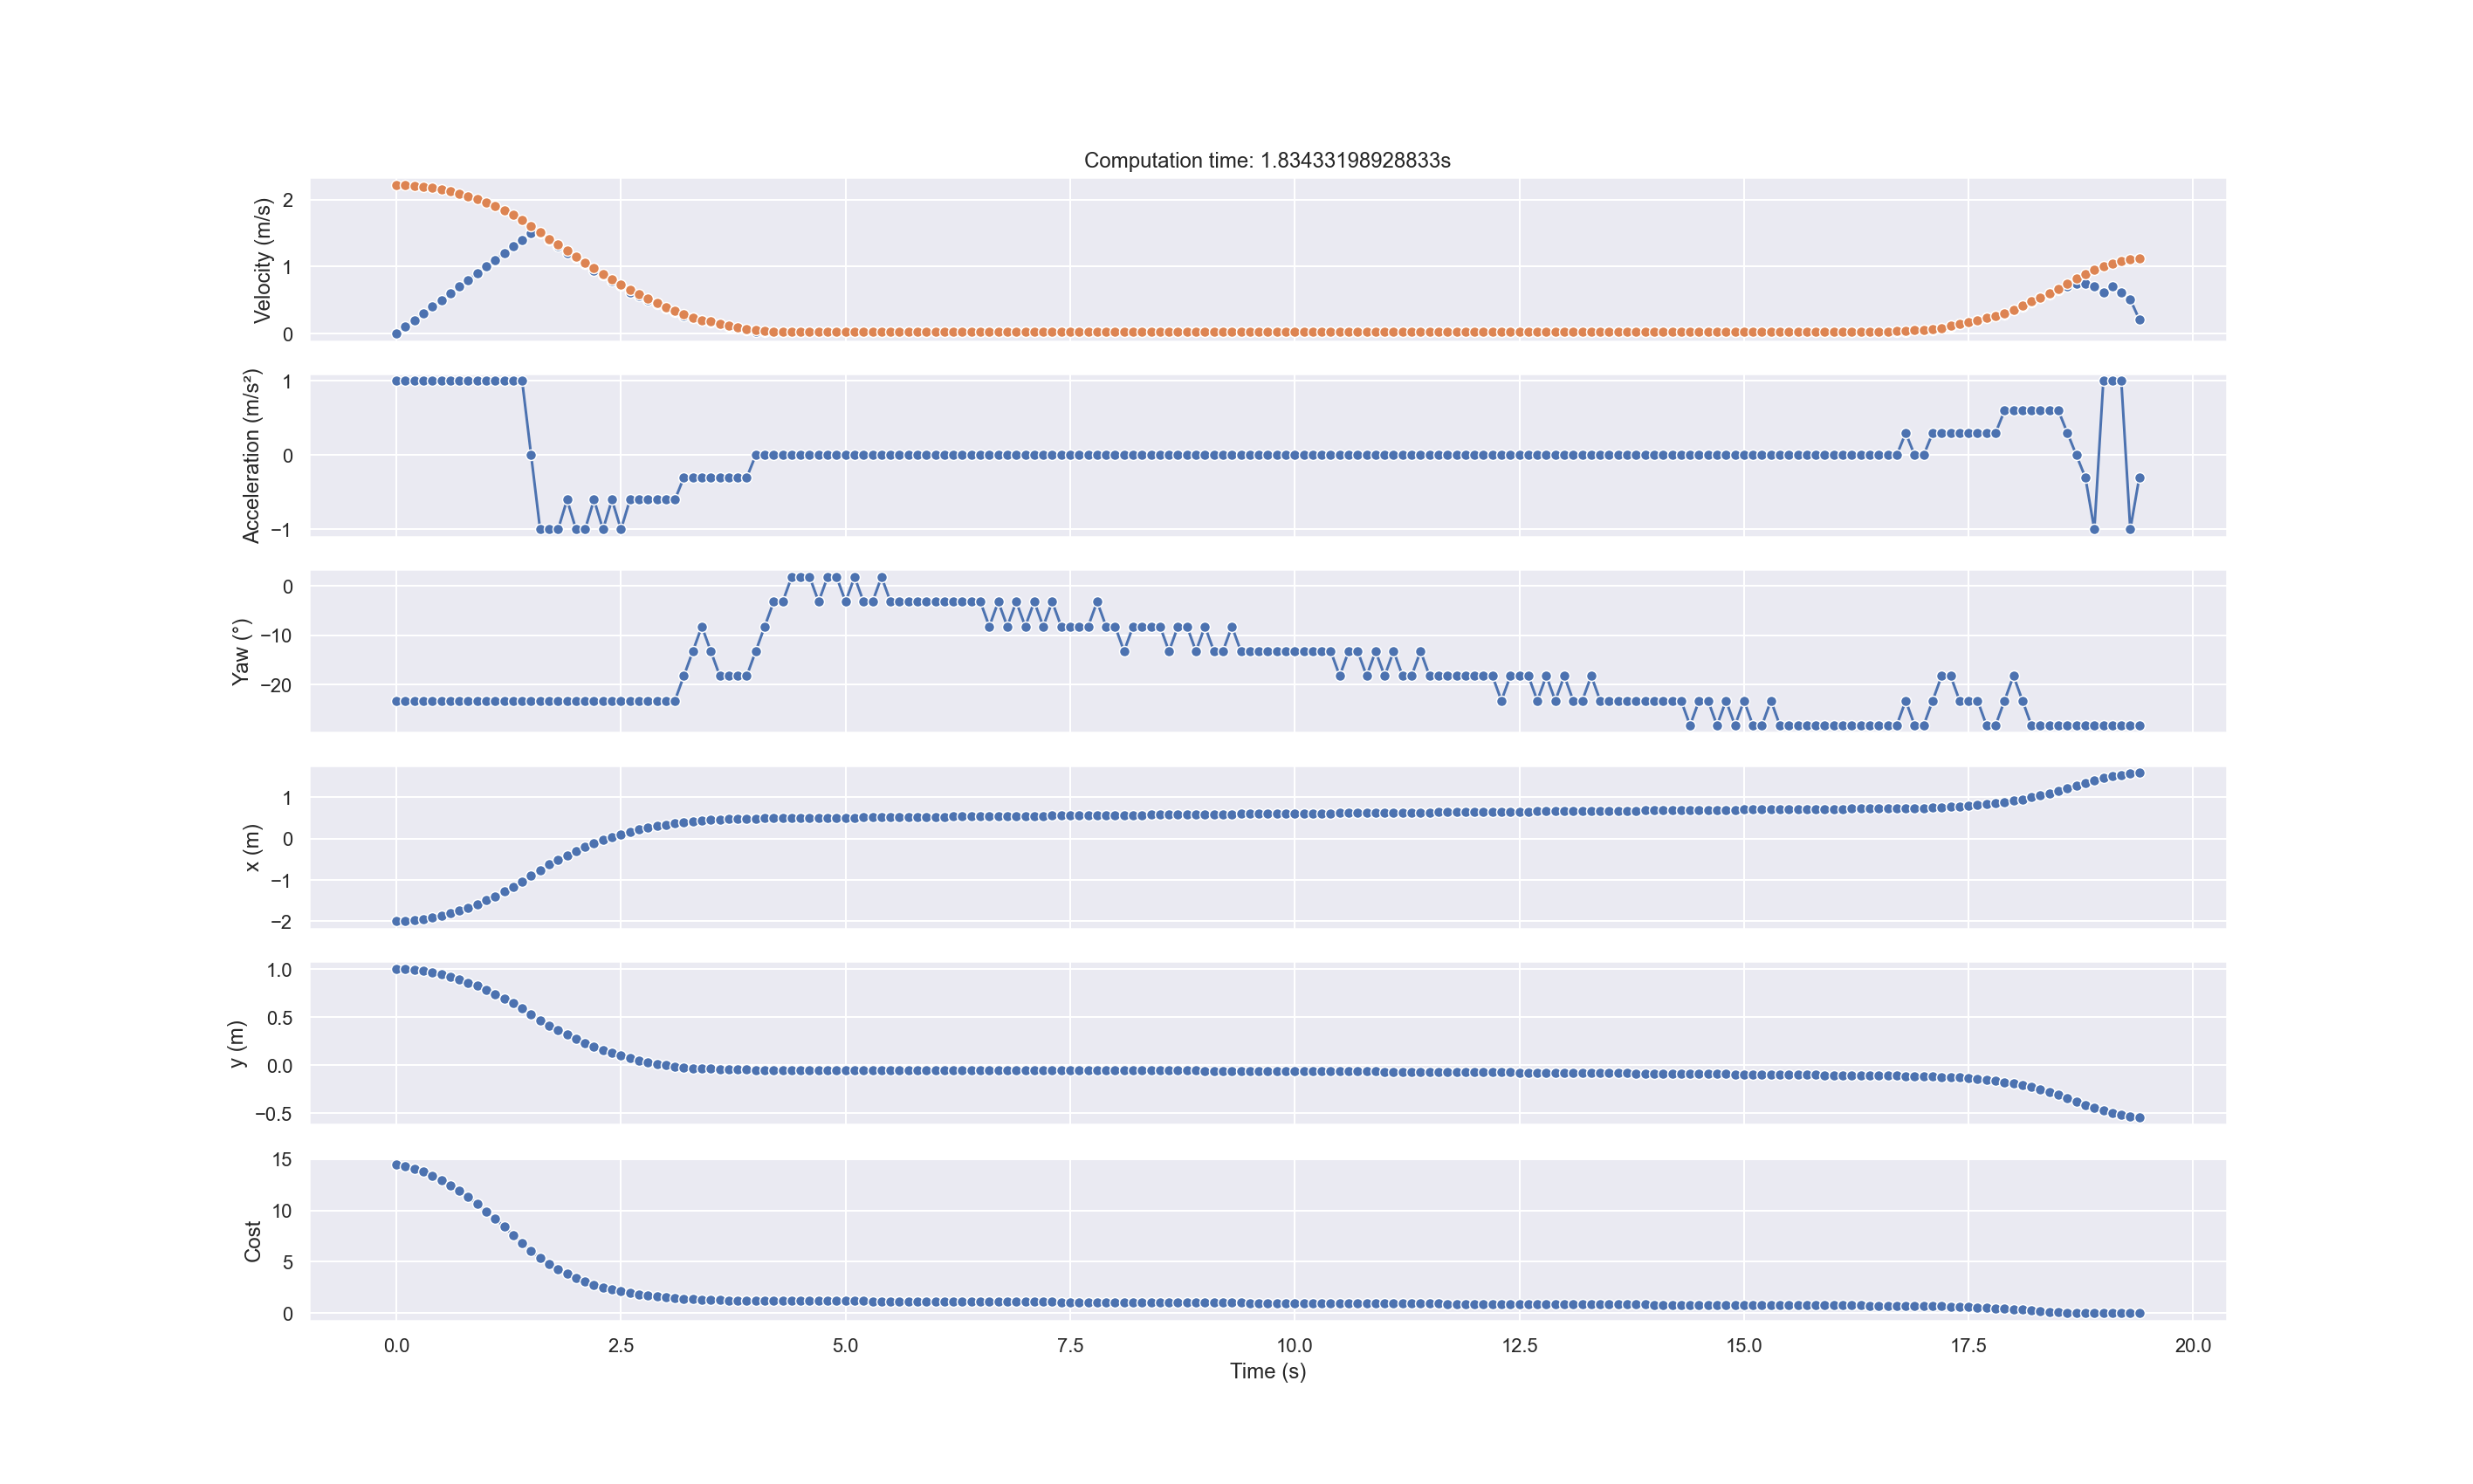 Computation time: 1.83433198928833s
Velocity (m/s)
2
1
0
Acceleration (m/s²)
1
0
−1
Yaw (°)
0
−10
−20
x (m)
1
0
−1
−2
y (m)
1.0
0.5
0.0
−0.5
Cost
15
10
5
0
0.0 2.5 5.0 7.5 10.0 12.5 15.0 17.5 20.0
Time (s)